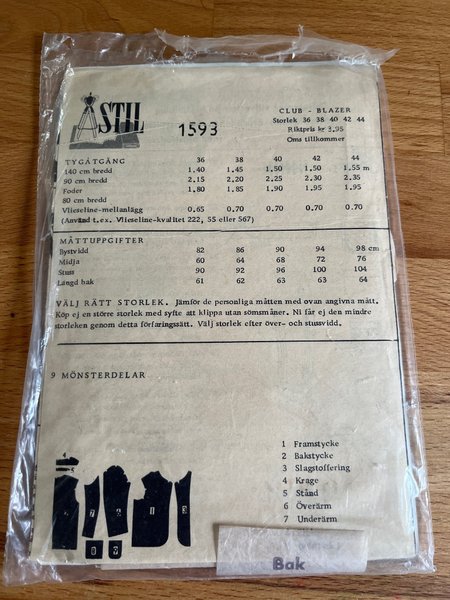 STIL
1593
CLUB - BLAZER
Storlek 36 38 40 42 44
Riktpris kr 3.95
Oms tillkommer
TYGÅTGÅNG 36 38 40 42 44
140 cm bredd 1.40 1.45 1.50 1.50 1.55 m
90 cm bredd 2.15 2.20 2.25 2.30 2.35
Foder 1.80 1.85 1.90 1.95 1.95
80 cm bredd
Vlieseline-mellanlägg 0.65 0.70 0.70 0.70 0.70
(Använd t.ex. Vlieseline-kvalitet 222, 55 eller 567)
MÅTTUPPGIFTER
Bystvidd 82 86 90 94 98 cm
Midja 60 64 68 72 76
Stuss 90 92 96 100 104
Längd bak 61 62 63 63 64
VÄLJ RÄTT STORLEK. Jämför de personliga måtten med ovan angivna mått.
Köp ej en större storlek med syfte att klippa utan sömsmåner. Ni får ej den mindre
storleken genom detta förfaringssätt. Välj storlek efter över- och stussvidd.
9 MÖNSTERDELAR
1 Framstycke
2 Bakstycke
3 Slagstoffering
4 Krage
5 Stånd
6 Överärm
7 Underärm
7 1 3
Bak